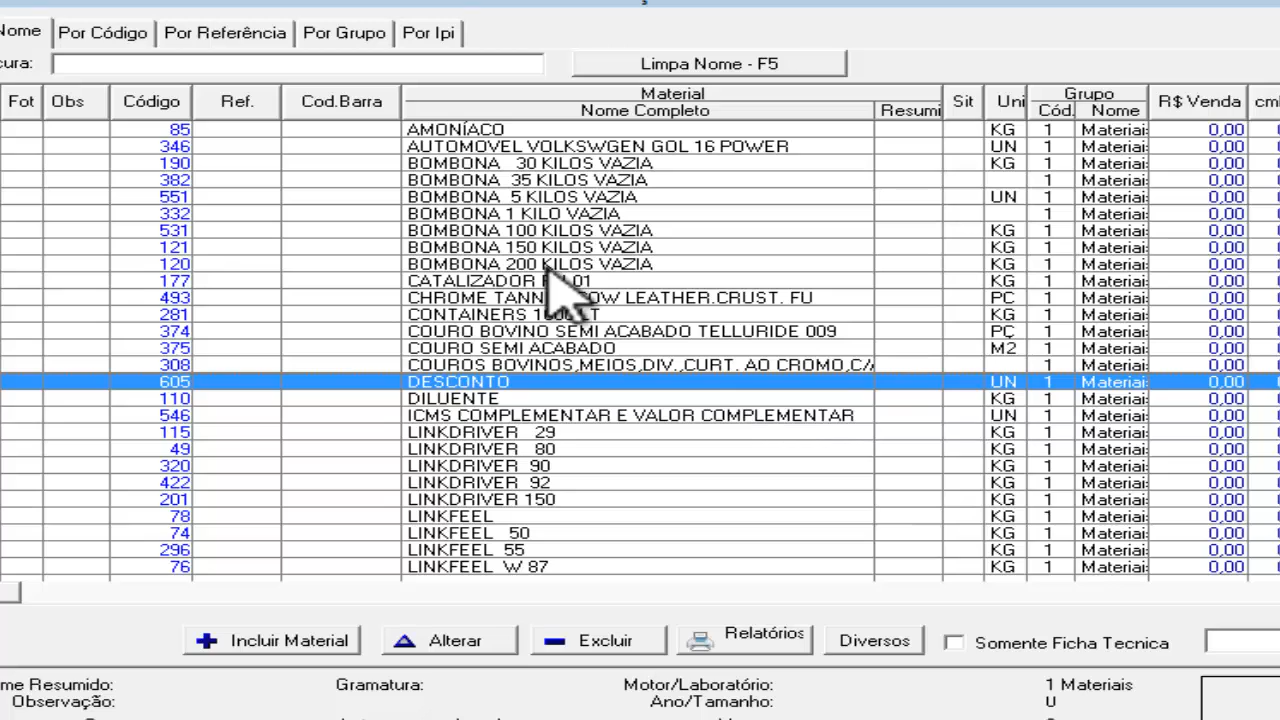 Nome Por Código Por Referência Por Grupo Por Ipi
cura: Limpa Nome - F5
Material Grupo
Fot Obs Código Ref. Cod.Barra Nome Completo Resumi Sit Uni Cód. Nome R$ Venda
85 AMONÍACO KG 1 Materiai 0,00
346 AUTOMOVEL VOLKSWGEN GOL 16 POWER UN 1 Materiai 0,00
190 BOMBONA 30 KILOS VAZIA KG 1 Materiai 0,00
382 BOMBONA 35 KILOS VAZIA 1 Materiai 0,00
551 BOMBONA 5 KILOS VAZIA UN 1 Materiai 0,00
332 BOMBONA 1 KILO VAZIA 1 Materiai 0,00
531 BOMBONA 100 KILOS VAZIA KG 1 Materiai 0,00
121 BOMBONA 150 KILOS VAZIA KG 1 Materiai 0,00
120 BOMBONA 200 KILOS VAZIA KG 1 Materiai 0,00
177 CATALIZADOR 01 KG 1 Materiai 0,00
493 CHROME LEATHER.CRUST. FU PC 1 Materiai 0,00
281 CONTAINERS KG 1 Materiai 0,00
374 COURO BOVINO SEMI ACABADO TELLURIDE 009 PÇ 1 Materiai 0,00
375 COURO SEMI ACABADO M2 1 Materiai 0,00
308 COUROS BOVINOS,MEIOS,DIV.,CURT. AO CROMO,C/ 1 Materiai 0,00
605 DESCONTO UN 1 Materiai 0,00
110 DILUENTE KG 1 Materiai 0,00
546 ICMS COMPLEMENTAR E VALOR COMPLEMENTAR UN 1 Materiai 0,00
115 LINKDRIVER 29 KG 1 Materiai 0,00
49 LINKDRIVER 80 KG 1 Materiai 0,00
320 LINKDRIVER 90 KG 1 Materiai 0,00
422 LINKDRIVER 92 KG 1 Materiai 0,00
201 LINKDRIVER 150 KG 1 Materiai 0,00
78 LINKFEEL KG 1 Materiai 0,00
74 LINKFEEL 50 KG 1 Materiai 0,00
296 LINKFEEL 55 KG 1 Materiai 0,00
76 LINKFEEL W 87 KG 1 Materiai 0,00
Incluir Material Alterar Excluir Relatórios Diversos Somente Ficha Tecnica
me Resumido: Gramatura: Motor/Laboratório: 1 Materiais
Observação: Ano/Tamanho: U